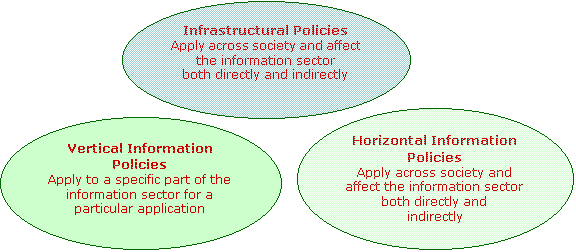 Infrastructural Policies
Apply across society and affect
the information sector
both directly and indirectly
Vertical Information
Policies
Apply to a specific part of the
information sector for a
particular application
Horizontal Information
Policies
Apply across society and
affect the information sector
both directly and
indirectly